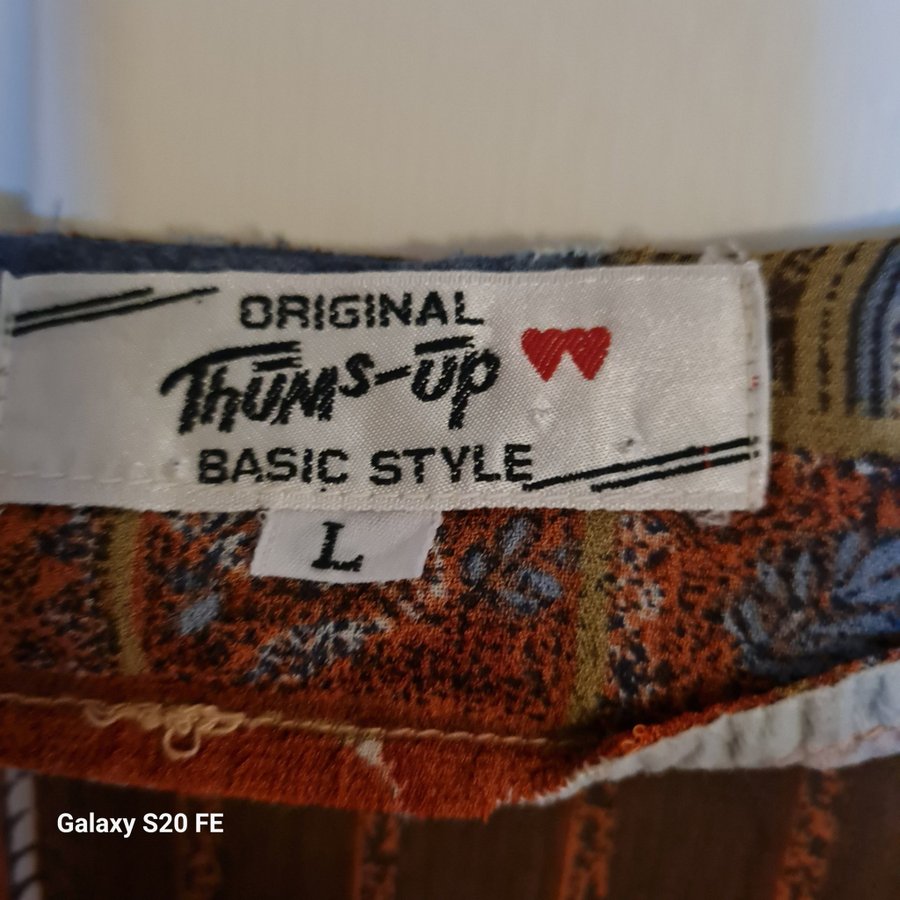 ORIGINAL
Thums-up
BASIC STYLE
L
Galaxy S20 FE